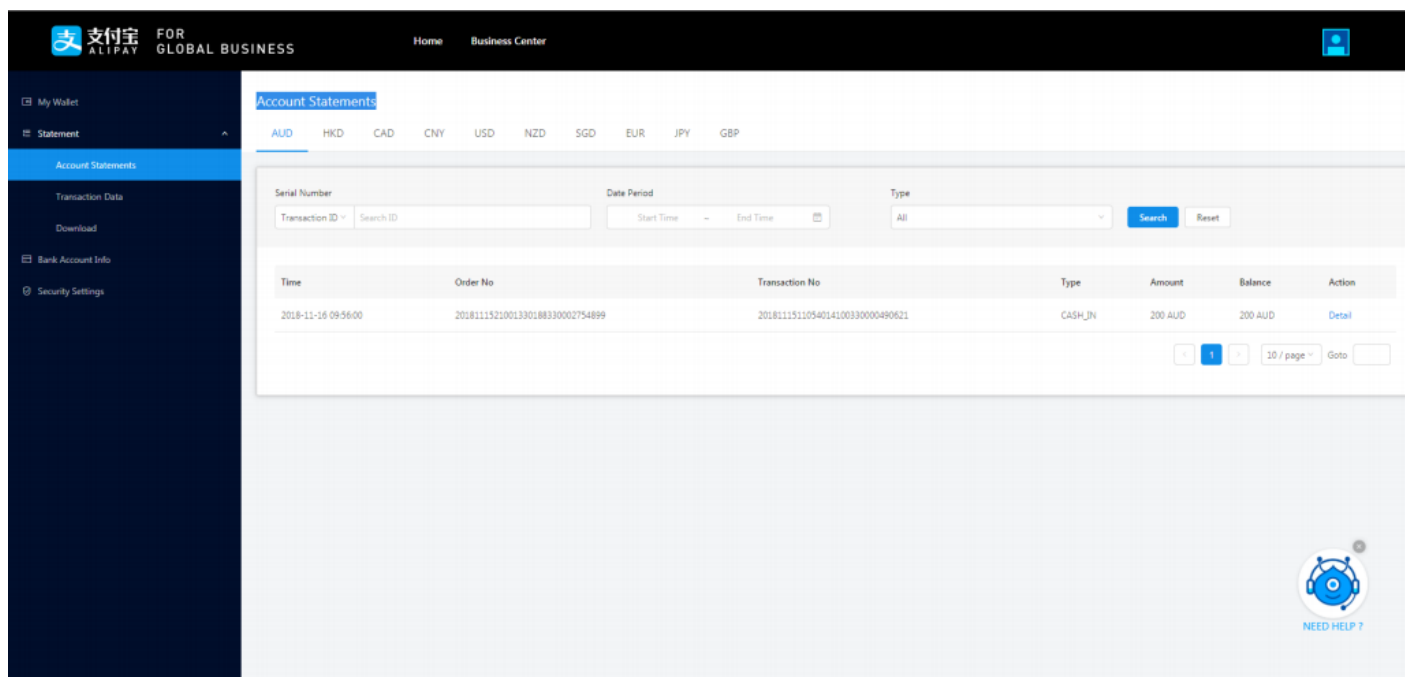 支付宝
ALIPAY
FOR
GLOBAL BUSINESS
Home
Business Center
My Wallet
Statement
Account Statements
Transaction Data
Download
Bank Account Info
Security Settings
Account Statements
AUD HKD CAD CNY USD NZD SGD EUR JPY GBP
Serial Number Date Period Type
Transaction ID Search ID Start Time ~ End Time All Search Reset
Time Order No Transaction No Type Amount Balance Action
2018-11-16 09:56:00 2018111521001330188330002754899 20181115110540141003300000490621 CASH_IN 200 AUD 200 AUD Detail
< 1 > 10 / page Goto
NEED HELP ?